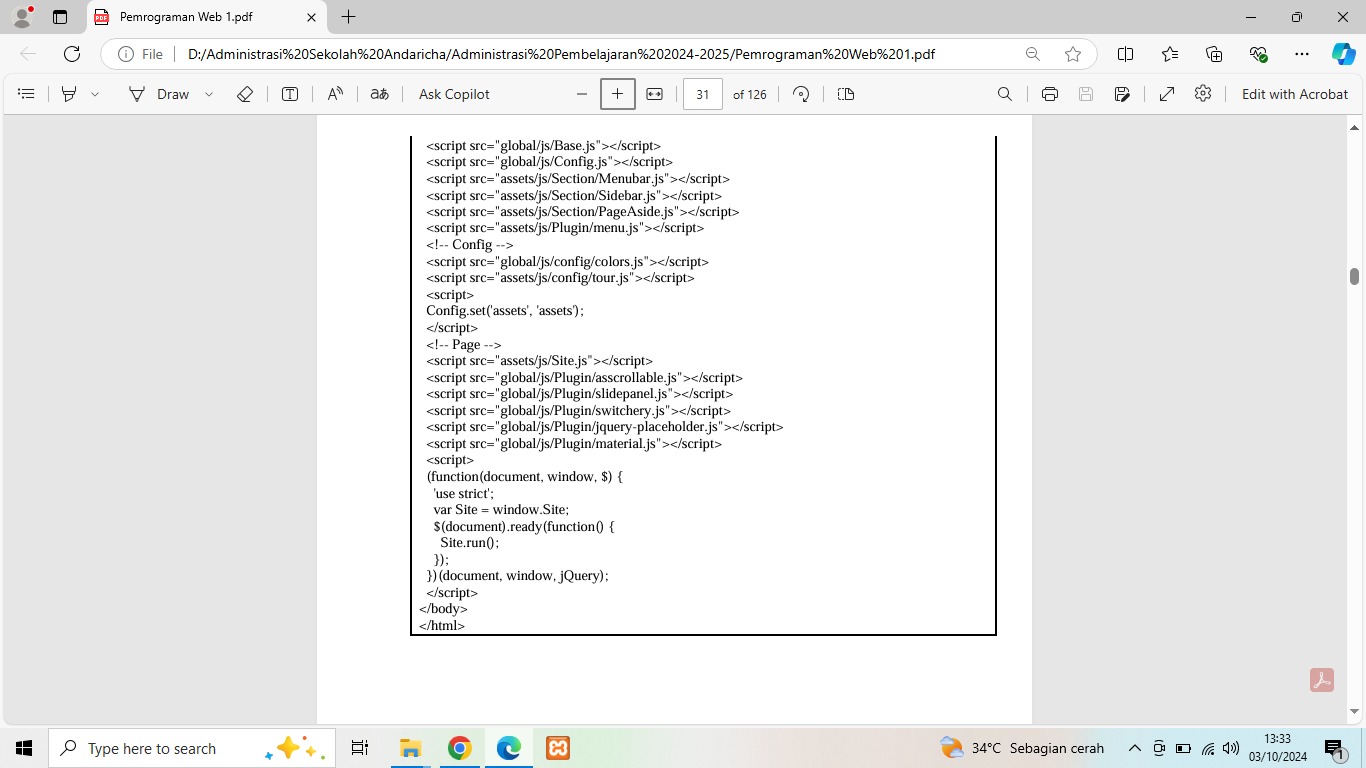 Pemrograman Web 1.pdf
File
D:/Administrasi%20Sekolah%20Andaricha/Administrasi%20Pembelajaran%202024-2025/Pemrograman%20Web%201.pdf
Draw
T
A
aあ
Ask Copilot
31
of 126
Edit with Acrobat
<script src="global/js/Base.js"></script>
<script src="global/js/Config.js"></script>
<script src="assets/js/Section/Menubar.js"></script>
<script src="assets/js/Section/Sidebar.js"></script>
<script src="assets/js/Section/PageAside.js"></script>
<script src="assets/js/Plugin/menu.js"></script>
<!-- Config -->
<script src="global/js/config/colors.js"></script>
<script src="assets/js/config/tour.js"></script>
<script>
Config.set('assets', 'assets');
</script>
<!-- Page -->
<script src="assets/js/Site.js"></script>
<script src="global/js/Plugin/asscrollable.js"></script>
<script src="global/js/Plugin/slidepanel.js"></script>
<script src="global/js/Plugin/switchery.js"></script>
<script src="global/js/Plugin/jquery-placeholder.js"></script>
<script src="global/js/Plugin/material.js"></script>
<script>
(function(document, window, $) {
'use strict';
var Site = window.Site;
$(document).ready(function() {
Site.run();
});
})(document, window, jQuery);
</script>
</body>
</html>
Type here to search
34°C Sebagian cerah
13:33
03/10/2024
1